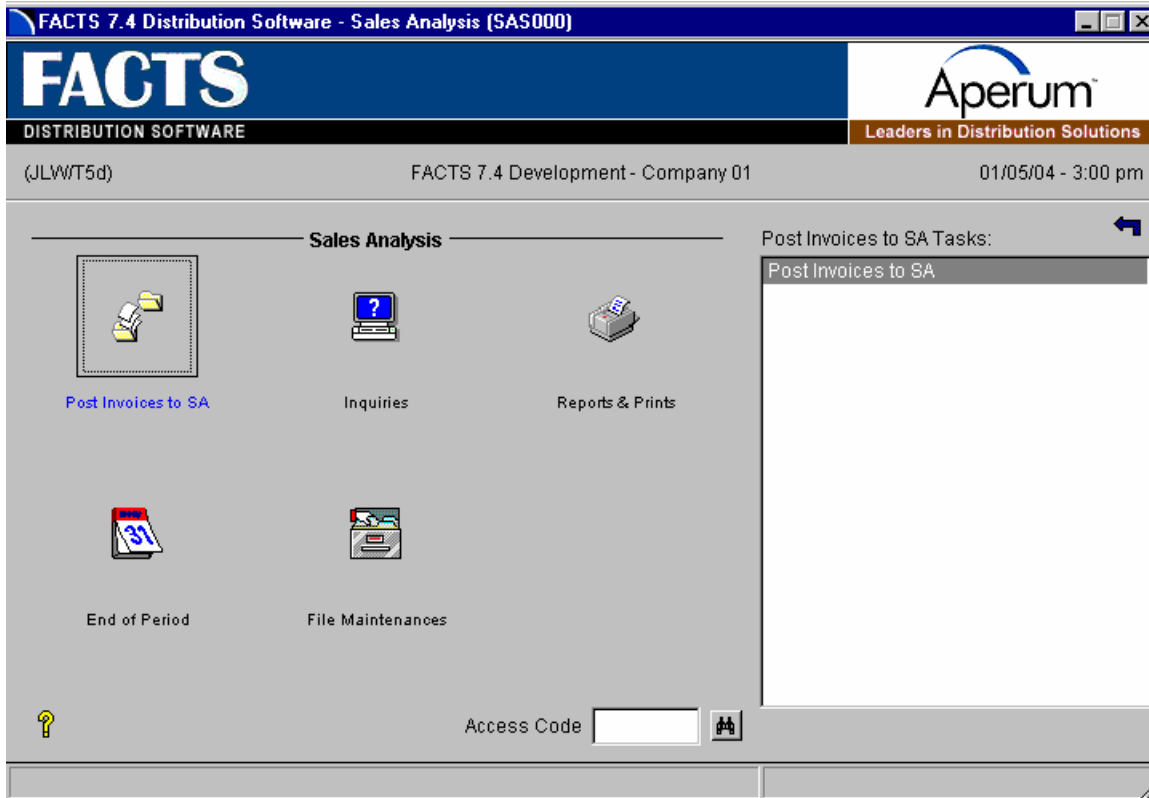 FACTS 7.4 Distribution Software - Sales Analysis (SAS000)
FACTS
DISTRIBUTION SOFTWARE
Aperum™
Leaders in Distribution Solutions
(JLW/T5d)
FACTS 7.4 Development - Company 01
01/05/04 - 3:00 pm
Sales Analysis
Post Invoices to SA
Inquiries
Reports & Prints
End of Period
File Maintenances
Access Code
Post Invoices to SA Tasks:
Post Invoices to SA